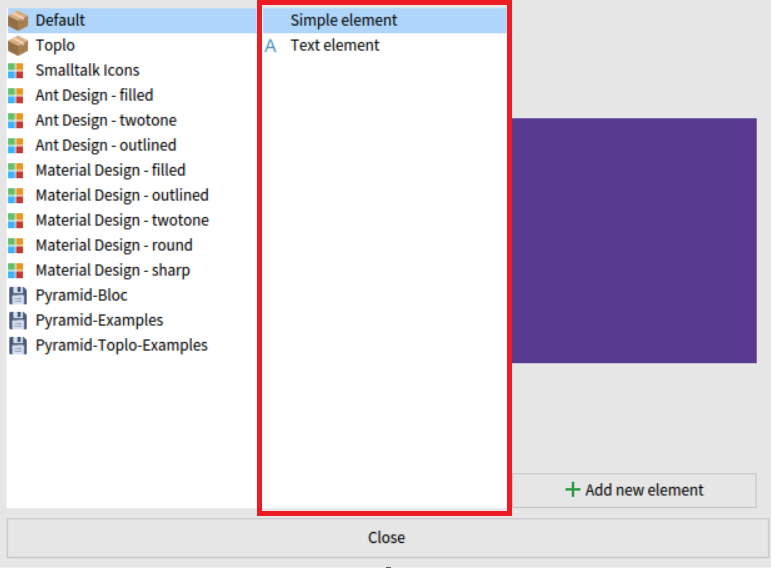 Default
Toplo
Smalltalk Icons
Ant Design - filled
Ant Design - twotone
Ant Design - outlined
Material Design - filled
Material Design - outlined
Material Design - twotone
Material Design - round
Material Design - sharp
Pyramid-Bloc
Pyramid-Examples
Pyramid-Toplo-Examples
Simple element
A Text element
Add new element
Close